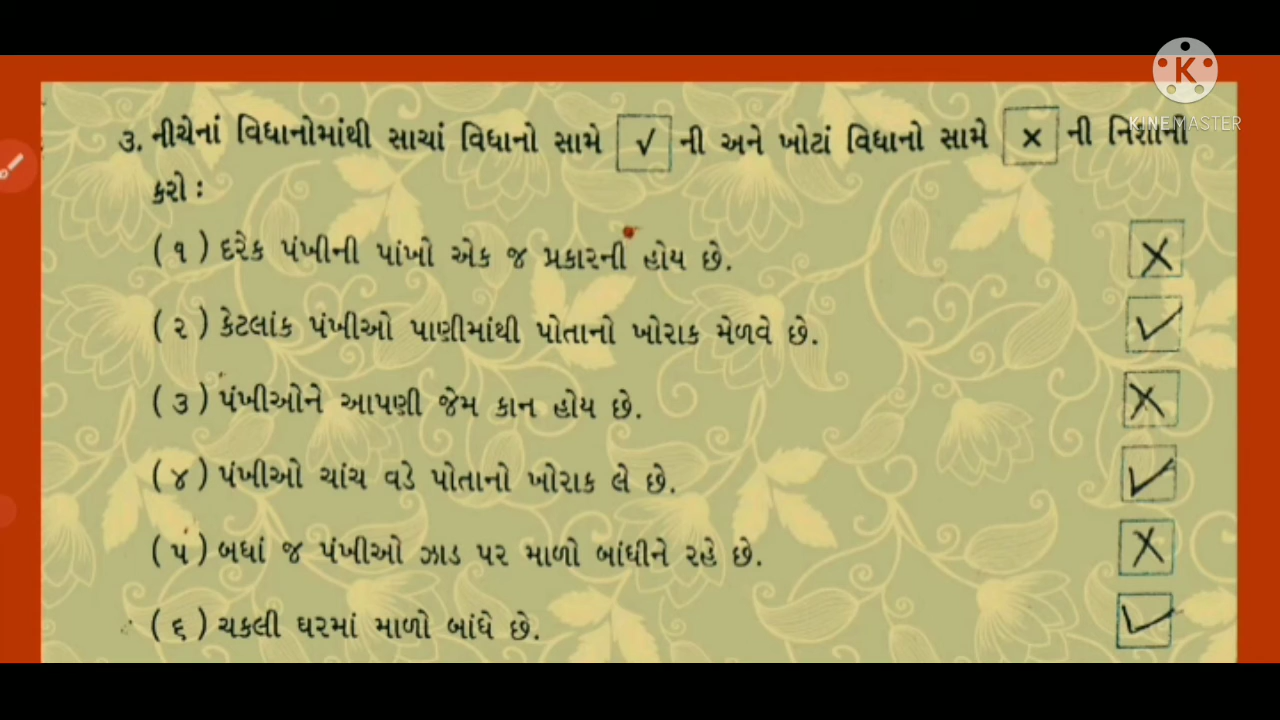 K
KINEMASTER
૩. નીચેનાં વિધાનોમાંથી સાચાં વિધાનો સામે √ ની અને ખોટાં વિધાનો સામે × ની નિશાની
કરો :
(૧) દરેક પંખીની પાંખો એક જ પ્રકારની હોય છે. ×
(૨) કેટલાંક પંખીઓ પાણીમાંથી પોતાનો ખોરાક મેળવે છે. ✓
(૩) પંખીઓને આપણી જેમ કાન હોય છે. ×
(૪) પંખીઓ ચાંચ વડે પોતાનો ખોરાક લે છે. ✓
(૫) બધાં જ પંખીઓ ઝાડ પર માળો બાંધીને રહે છે. ×
(૬) ચકલી ઘરમાં માળો બાંધે છે. ✓